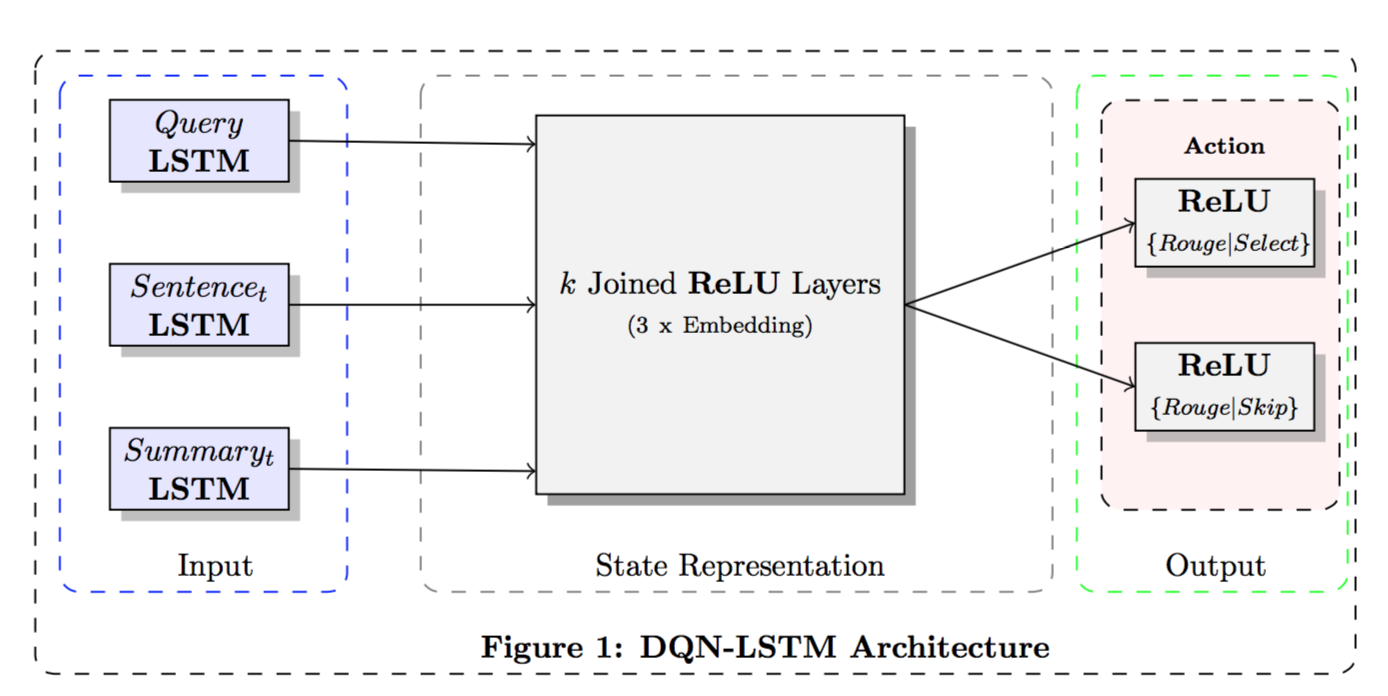 Query
LSTM
Sentence_t
LSTM
Summary_t
LSTM
Input
k Joined ReLU Layers
(3 x Embedding)
State Representation
Action
ReLU
{Rouge|Select}
ReLU
{Rouge|Skip}
Output
Figure 1: DQN-LSTM Architecture